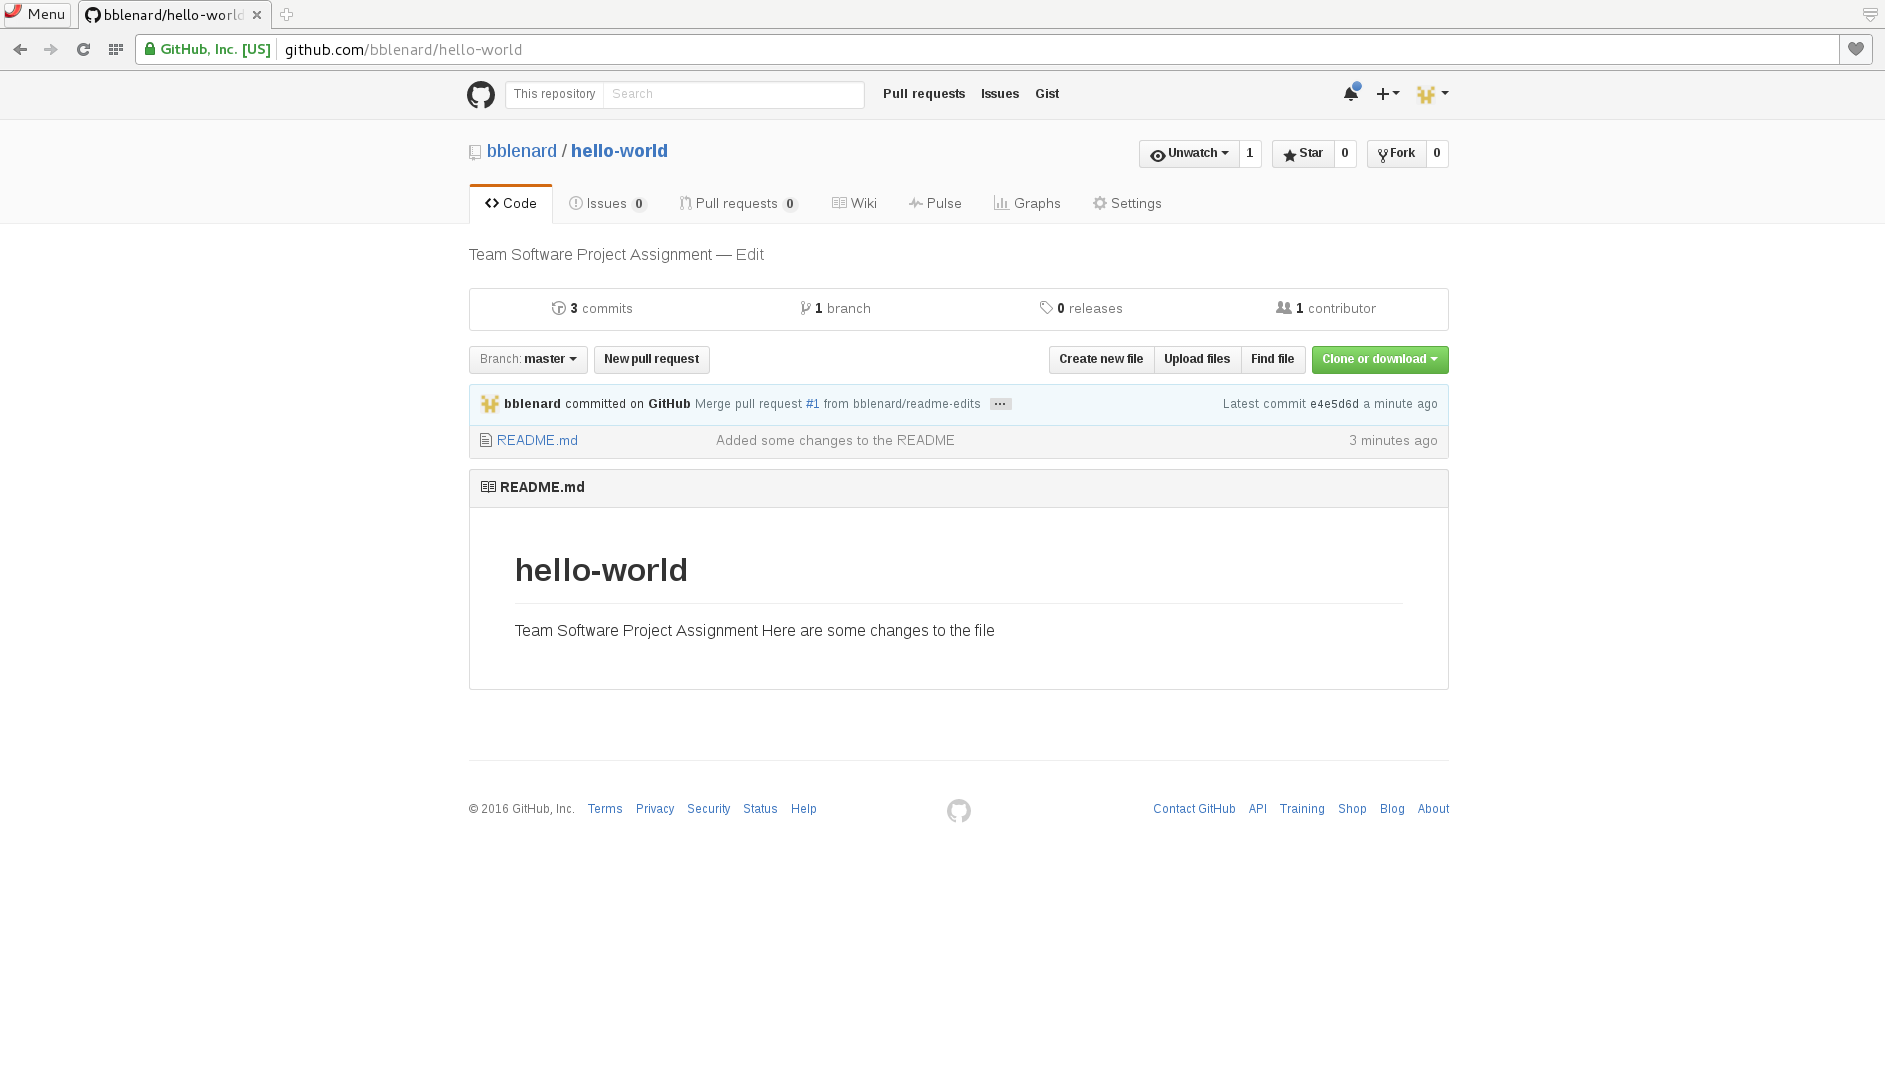 Menu bblenard/hello-world
GitHub, Inc. [US] github.com/bblenard/hello-world
This repository Search Pull requests Issues Gist
bblenard / hello-world Unwatch 1 Star 0 Fork 0
Code Issues 0 Pull requests 0 Wiki Pulse Graphs Settings
Team Software Project Assignment — Edit
3 commits 1 branch 0 releases 1 contributor
Branch: master New pull request Create new file Upload files Find file Clone or download
bblenard committed on GitHub Merge pull request #1 from bblenard/readme-edits ... Latest commit e4e5d6d a minute ago
README.md Added some changes to the README 3 minutes ago
README.md
hello-world
Team Software Project Assignment Here are some changes to the file
© 2016 GitHub, Inc. Terms Privacy Security Status Help Contact GitHub API Training Shop Blog About